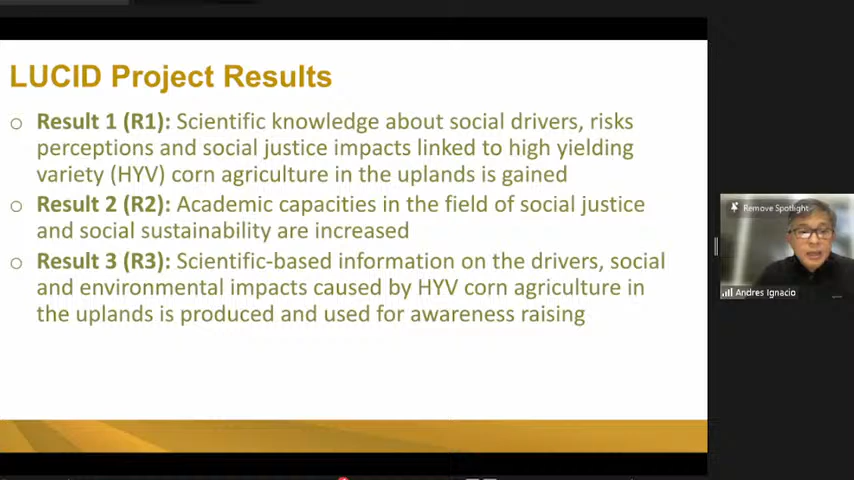 LUCID Project Results
o Result 1 (R1): Scientific knowledge about social drivers, risks
perceptions and social justice impacts linked to high yielding
variety (HYV) corn agriculture in the uplands is gained
o Result 2 (R2): Academic capacities in the field of social justice
and social sustainability are increased
o Result 3 (R3): Scientific-based information on the drivers, social
and environmental impacts caused by HYV corn agriculture in
the uplands is produced and used for awareness raising
Remove Spotlight
Andres Ignacio